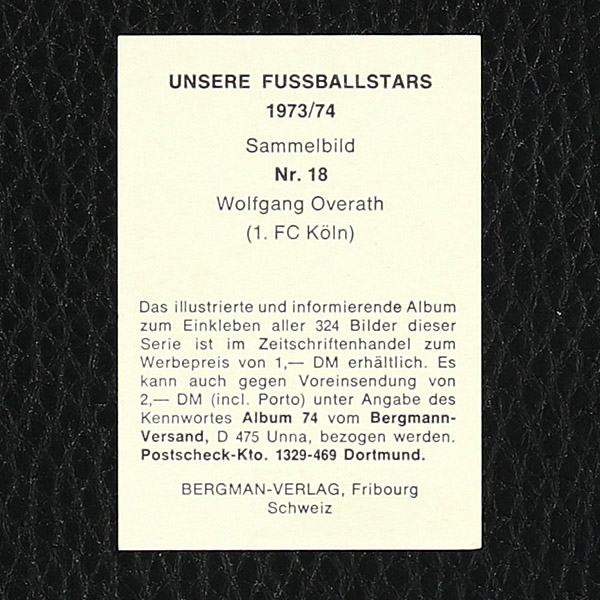 UNSERE FUSSBALLSTARS
1973/74
Sammelbild
Nr. 18
Wolfgang Overath
(1. FC Köln)
Das illustrierte und informierende Album
zum Einkleben aller 324 Bilder dieser
Serie ist im Zeitschriftenhandel zum
Werbepreis von 1,— DM erhältlich. Es
kann auch gegen Voreinsendung von
2,— DM (incl. Porto) unter Angabe des
Kennwortes Album 74 vom Bergmann-
Versand, D 475 Unna, bezogen werden.
Postscheck-Kto. 1329-469 Dortmund.
BERGMAN-VERLAG, Fribourg
Schweiz